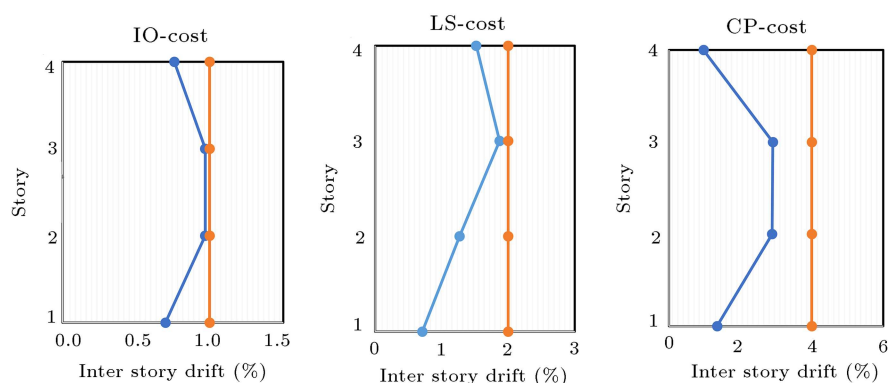 IO-cost
4
3
2
1
Story
0.0 0.5 1.0 1.5
Inter story drift (%)
LS-cost
4
3
2
1
Story
0 1 2 3
Inter story drift (%)
CP-cost
4
3
2
1
Story
0 2 4 6
Inter story drift (%)